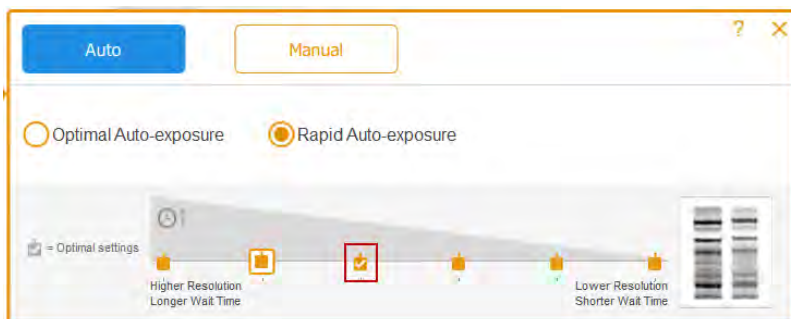 Auto
Manual
?
Optimal Auto-exposure
Rapid Auto-exposure
= Optimal settings
Higher Resolution
Longer Wait Time
Lower Resolution
Shorter Wait Time